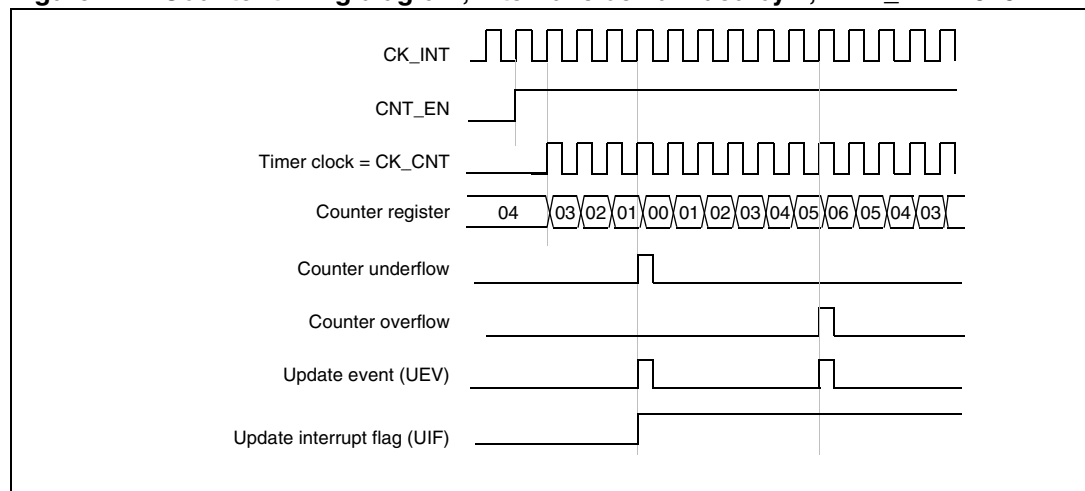 CK_INT
CNT_EN
Timer clock = CK_CNT
Counter register 04 03 02 01 00 01 02 03 04 05 06 05 04 03
Counter underflow
Counter overflow
Update event (UEV)
Update interrupt flag (UIF)